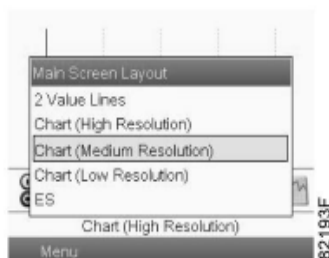 Main Screen Layout
2 Value Lines
Chart (High Resolution)
Chart (Medium Resolution)
Chart (Low Resolution)
ES
Chart (High Resolution)
Menu
82193F